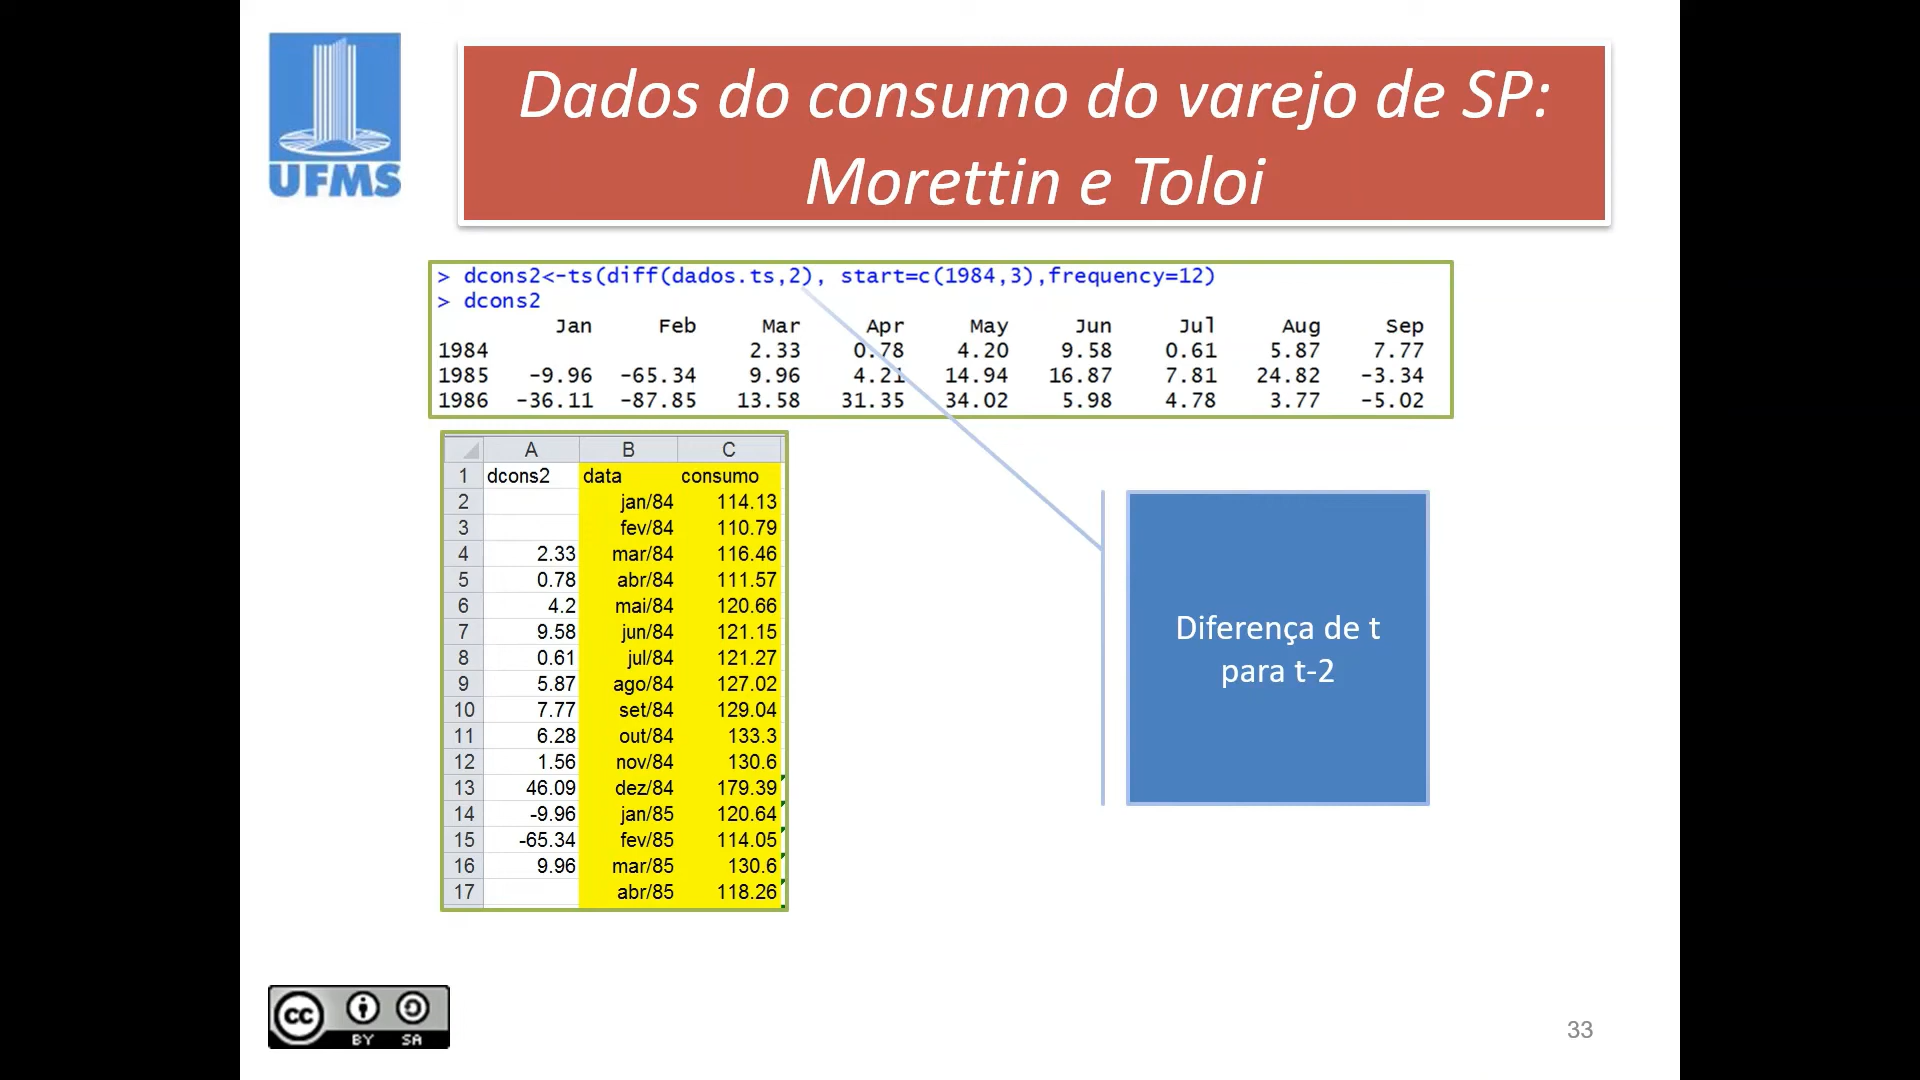 UFMS
Dados do consumo do varejo de SP:
Morettin e Toloi
> dcons2<-ts(diff(dados.ts,2), start=c(1984,3),frequency=12)
> dcons2
Jan Feb Mar Apr May Jun Jul Aug Sep
1984 2.33 0.78 4.20 9.58 0.61 5.87 7.77
1985 -9.96 -65.34 9.96 4.21 14.94 16.87 7.81 24.82 -3.34
1986 -36.11 -87.85 13.58 31.35 34.02 5.98 4.78 3.77 -5.02
A B C
1 dcons2 data consumo
2 jan/84 114.13
3 fev/84 110.79
4 2.33 mar/84 116.46
5 0.78 abr/84 111.57
6 4.2 mai/84 120.66
7 9.58 jun/84 121.15
8 0.61 jul/84 121.27
9 5.87 ago/84 127.02
10 7.77 set/84 129.04
11 6.28 out/84 133.3
12 1.56 nov/84 130.6
13 46.09 dez/84 179.39
14 -9.96 jan/85 120.64
15 -65.34 fev/85 114.05
16 9.96 mar/85 130.6
17 abr/85 118.26
Diferença de t
para t-2
cc
BY SA
33